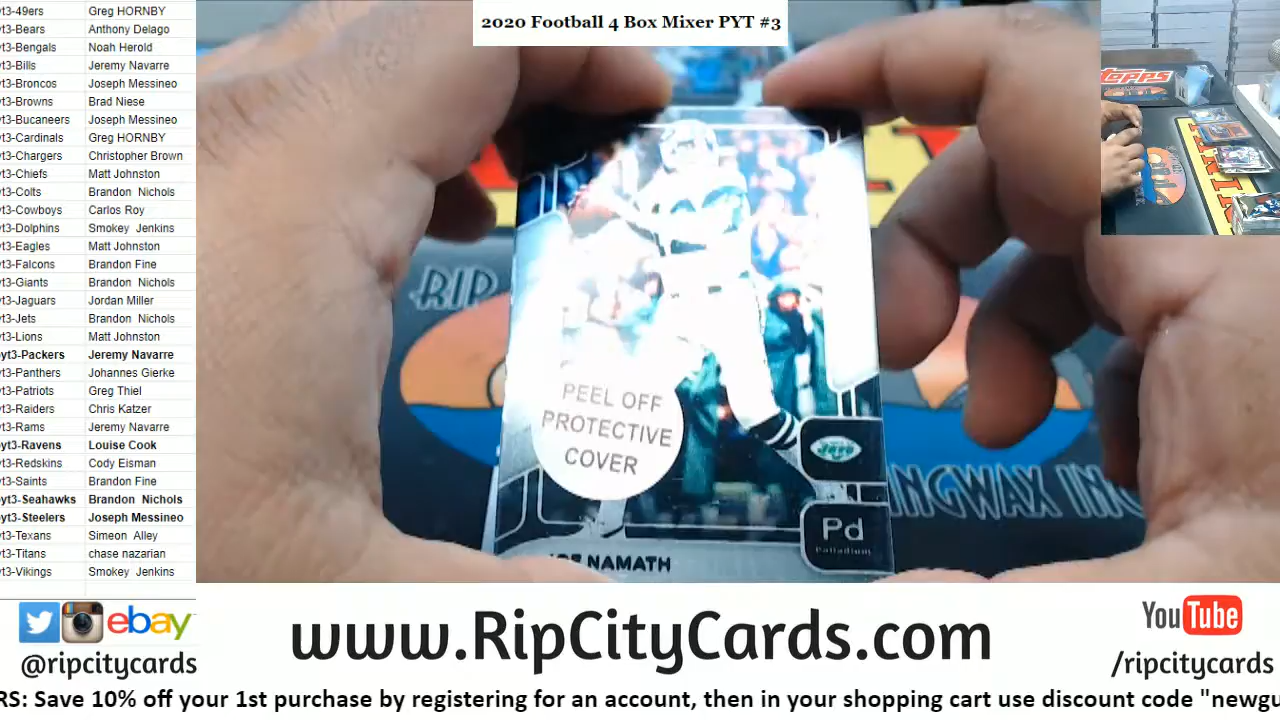 2020 Football 4 Box Mixer PYT #3
yt3-49ers Greg HORNBY
yt3-Bears Anthony Delago
yt3-Bengals Noah Herold
yt3-Bills Jeremy Navarre
yt3-Broncos Joseph Messineo
yt3-Browns Brad Niese
yt3-Bucaneers Joseph Messineo
yt3-Cardinals Greg HORNBY
yt3-Chargers Christopher Brown
yt3-Chiefs Matt Johnston
yt3-Colts Brandon Nichols
yt3-Cowboys Carlos Roy
yt3-Dolphins Smokey Jenkins
yt3-Eagles Matt Johnston
yt3-Falcons Brandon Fine
yt3-Giants Brandon Nichols
yt3-Jaguars Jordan Miller
yt3-Jets Brandon Nichols
yt3-Lions Matt Johnston
yt3-Packers Jeremy Navarre
yt3-Panthers Johannes Gierke
yt3-Patriots Greg Thiel
yt3-Raiders Chris Katzer
yt3-Rams Jeremy Navarre
yt3-Ravens Louise Cook
yt3-Redskins Cody Eisman
yt3-Saints Brandon Fine
yt3-Seahawks Brandon Nichols
yt3-Steelers Joseph Messineo
yt3-Texans Simeon Alley
yt3-Titans chase nazarian
yt3-Vikings Smokey Jenkins
Topps
RIP
PEEL OFF
PROTECTIVE
COVER
JETS
Pd
Palladium
NAMATH
INGWAX IN
ebay
@ripcitycards
www.RipCityCards.com
YouTube
/ripcitycards
RS: Save 10% off your 1st purchase by registering for an account, then in your shopping cart use discount code "newgu